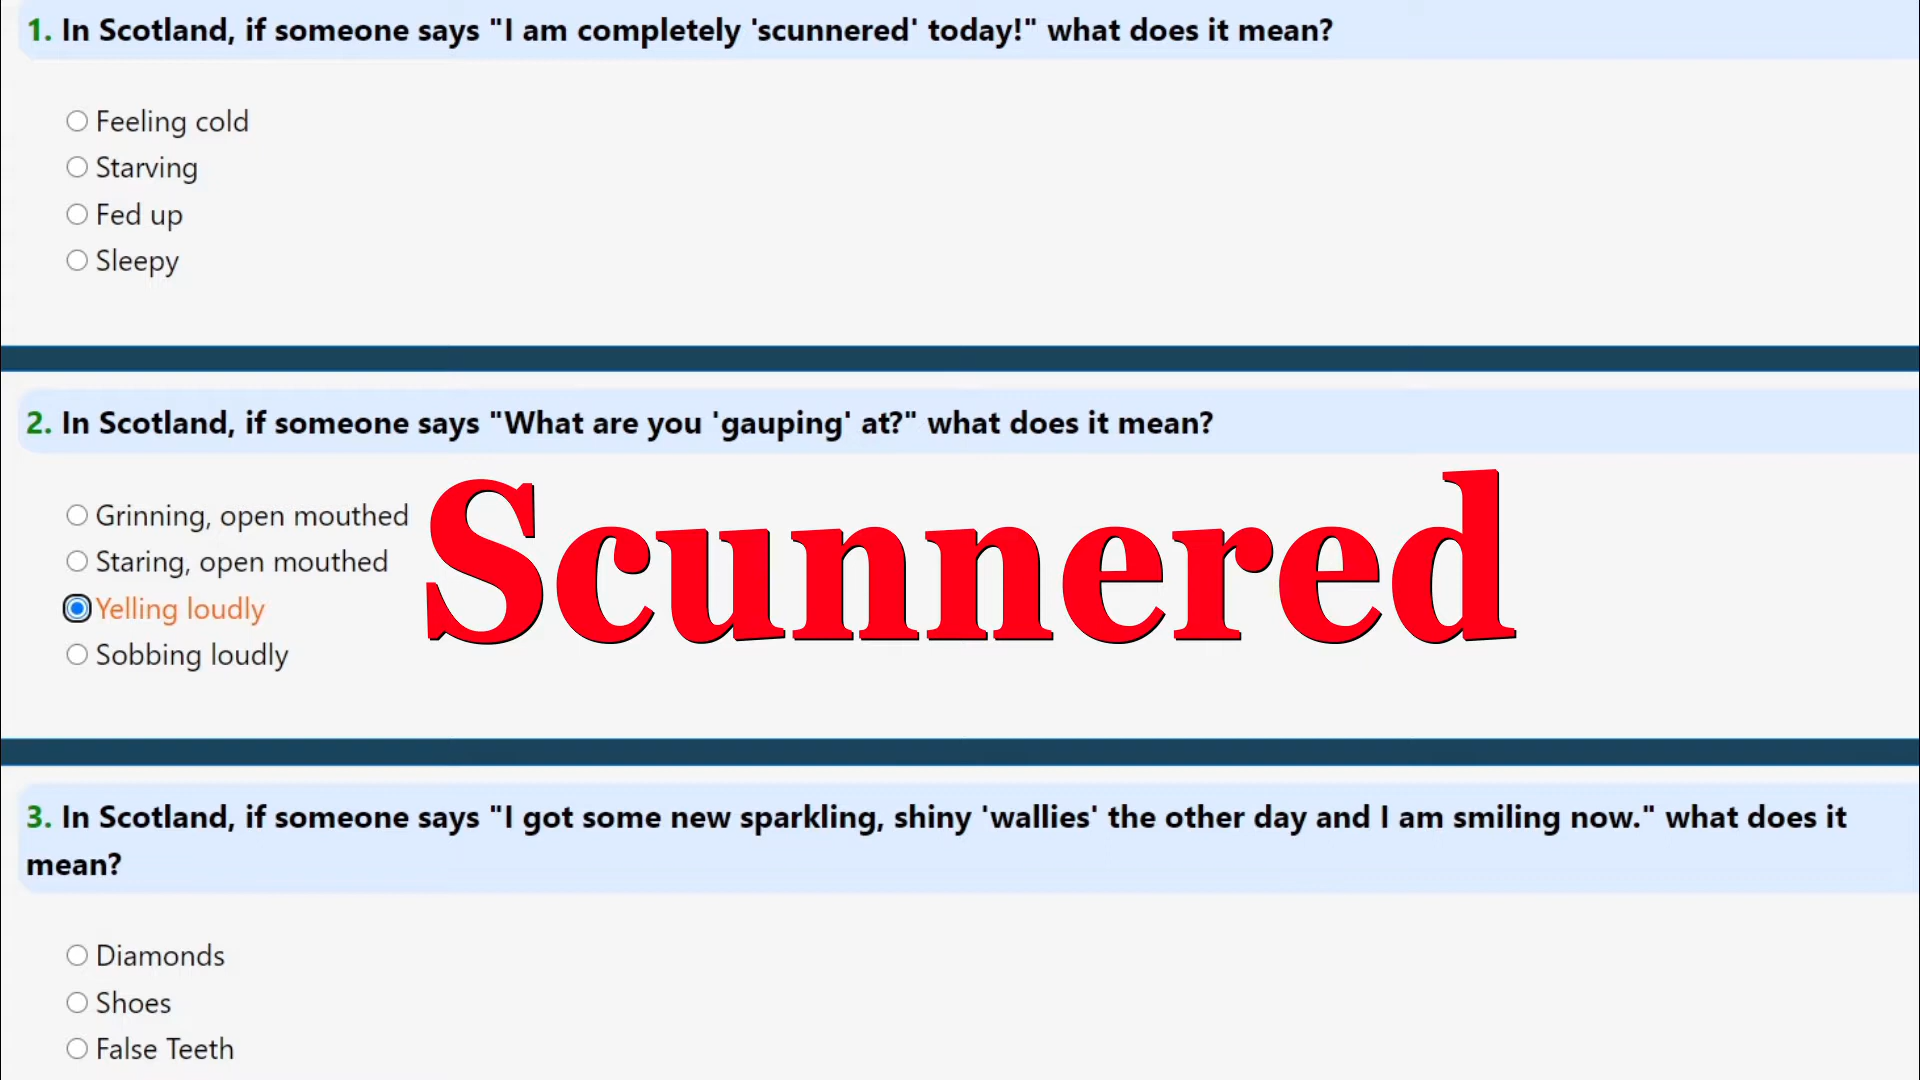 1. In Scotland, if someone says "I am completely 'scunnered' today!" what does it mean?
Feeling cold
Starving
Fed up
Sleepy
2. In Scotland, if someone says "What are you 'gauping' at?" what does it mean?
Grinning, open mouthed
Staring, open mouthed
Yelling loudly
Sobbing loudly
Scunnered
3. In Scotland, if someone says "I got some new sparkling, shiny 'wallies' the other day and I am smiling now." what does it
mean?
Diamonds
Shoes
False Teeth